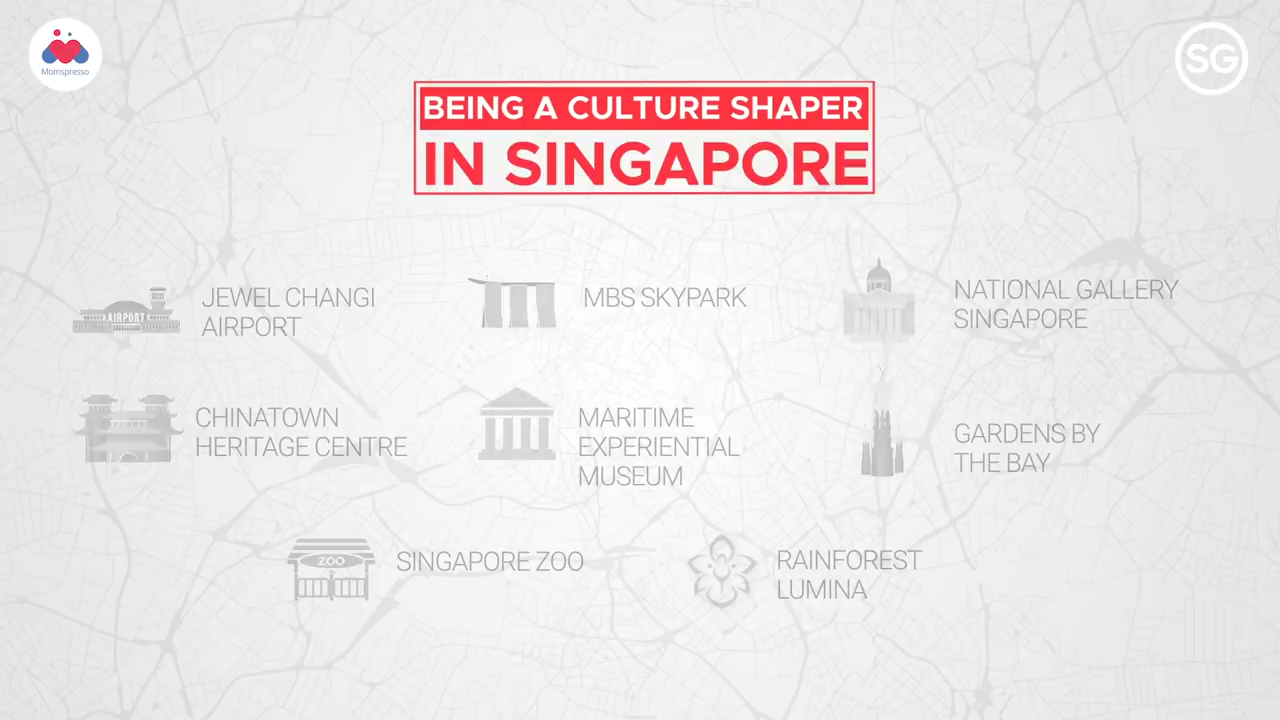 Momspresso
SG
BEING A CULTURE SHAPER
IN SINGAPORE
AIRPORT
JEWEL CHANGI
AIRPORT
MBS SKYPARK
NATIONAL GALLERY
SINGAPORE
CHINATOWN
HERITAGE CENTRE
MARITIME
EXPERIENTIAL
MUSEUM
GARDENS BY
THE BAY
ZOO
SINGAPORE ZOO
RAINFOREST
LUMINA